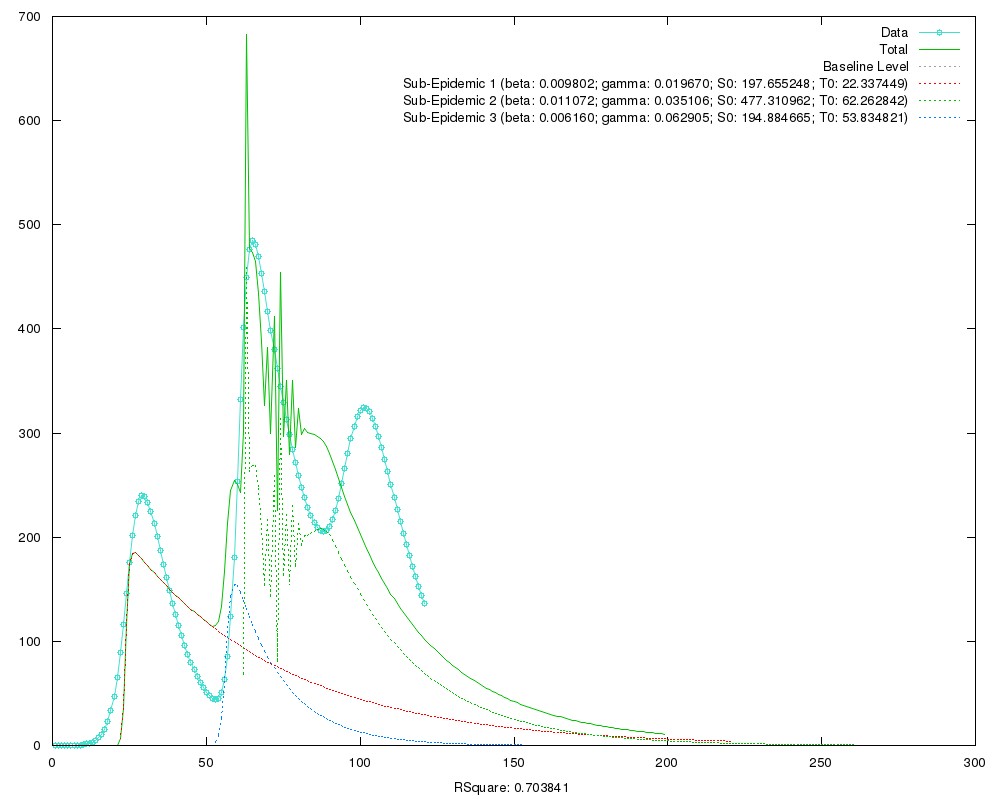 700
600
500
400
300
200
100
0
Data
Total
Baseline Level
Sub-Epidemic 1 (beta: 0.009802; gamma: 0.019670; S0: 197.655248; T0: 22.337449)
Sub-Epidemic 2 (beta: 0.011072; gamma: 0.035106; S0: 477.310962; T0: 62.262842)
Sub-Epidemic 3 (beta: 0.006160; gamma: 0.062905; S0: 194.884665; T0: 53.834821)
0 50 100 150 200 250 300
RSquare: 0.703841